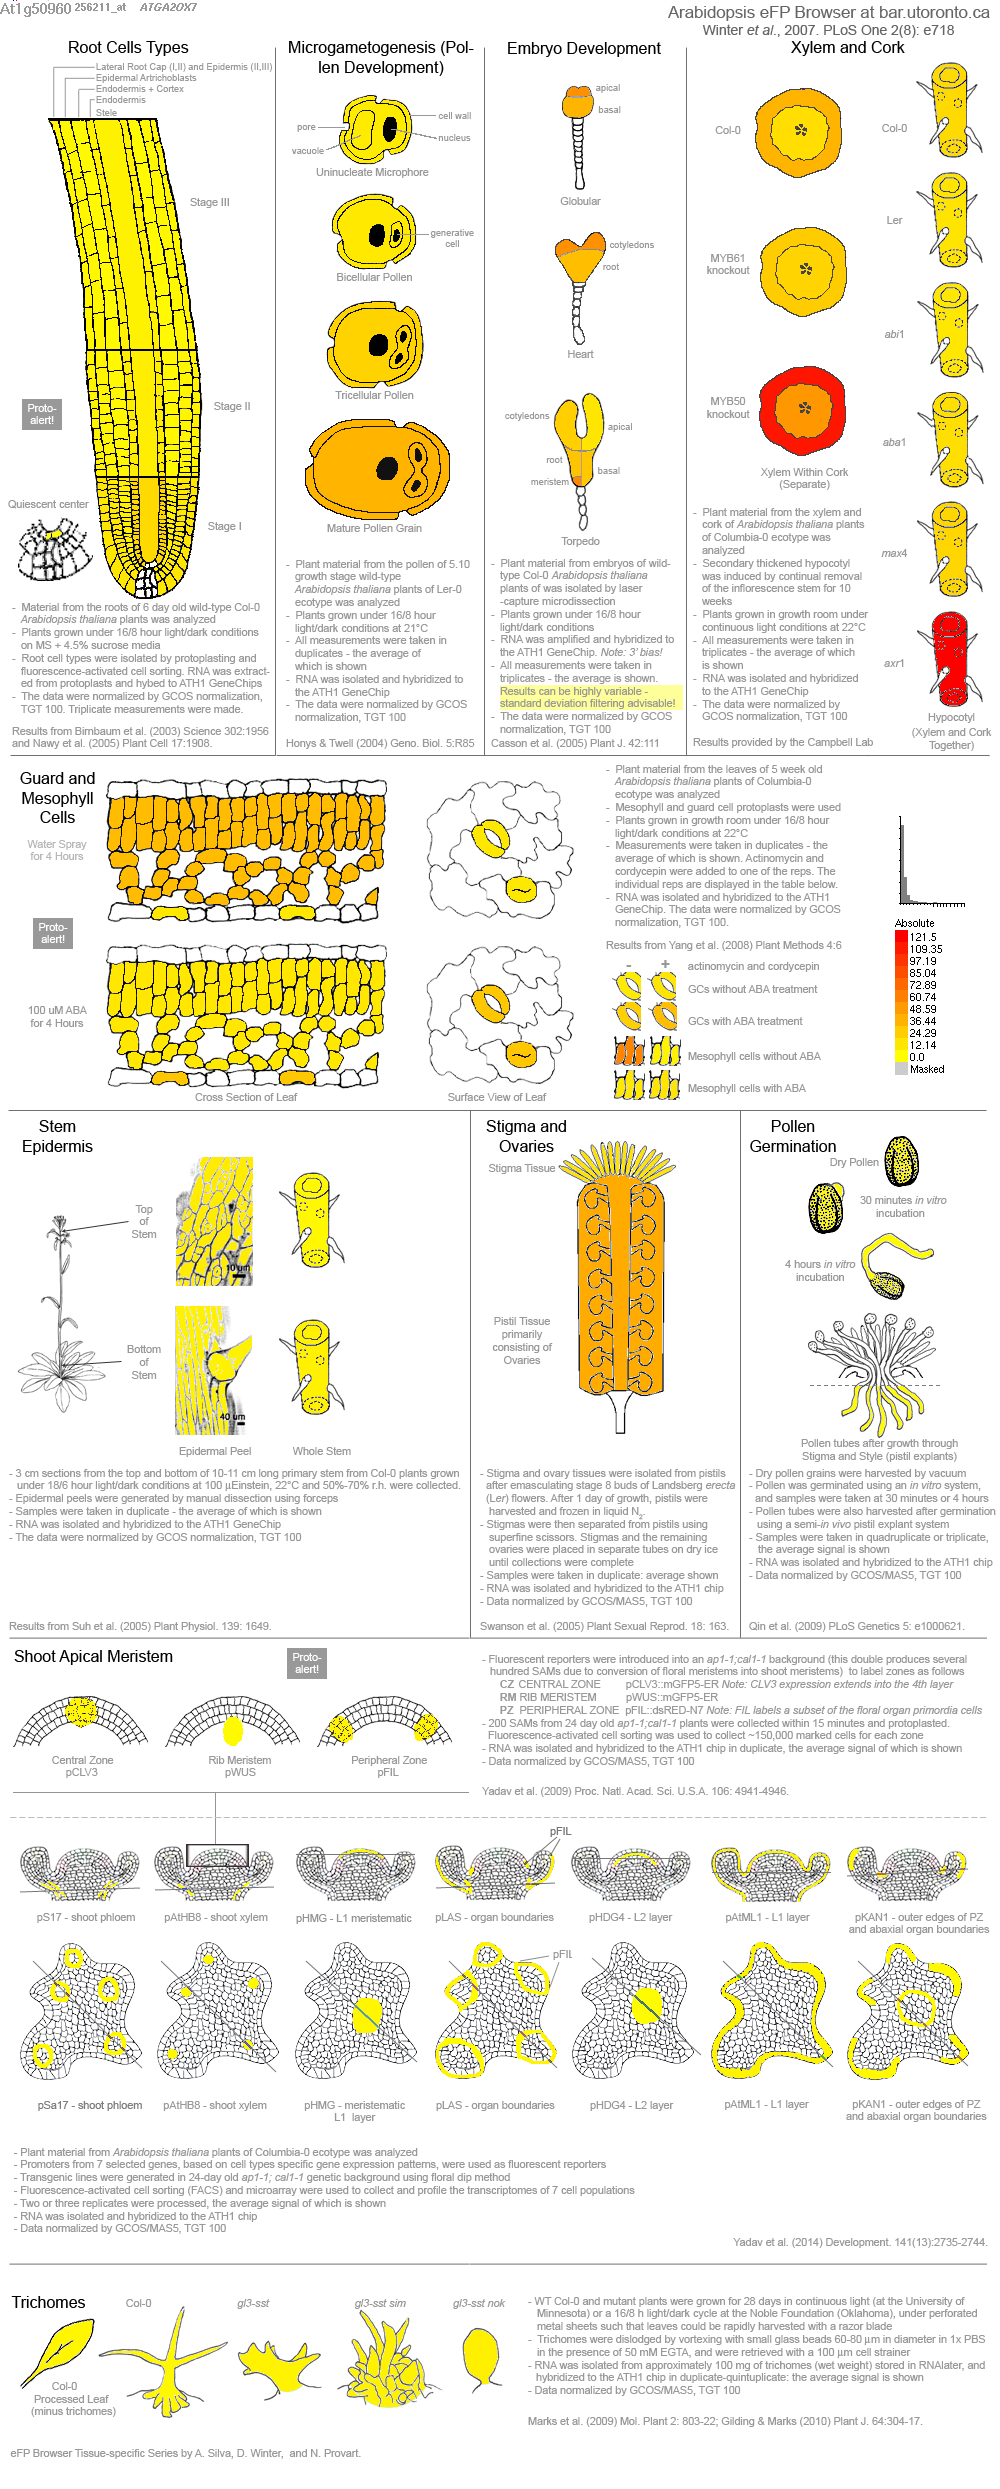 At1g50960 256211_at ATGA2OX7
Arabidopsis eFP Browser at bar.utoronto.ca
Winter et al., 2007. PLoS One 2(8): e718
Root Cells Types
Lateral Root Cap (I,II) and Epidermis (II,III)
Epidermal Artrichoblasts
Endodermis + Cortex
Endodermis
Stele
Stage III
Stage II
Proto-
alert!
Quiescent center
Stage I
- Material from the roots of 6 day old wild-type Col-0
Arabidopsis thaliana plants was analyzed
- Plants grown under 16/8 hour light/dark conditions
on MS + 4.5% sucrose media
- Root cell types were isolated by protoplasting and
fluorescence-activated cell sorting. RNA was extract-
ed from protoplasts and hybed to ATH1 GeneChips
- The data were normalized by GCOS normalization,
TGT 100. Triplicate measurements were made.
Results from Birnbaum et al. (2003) Science 302:1956
and Nawy et al. (2005) Plant Cell 17:1908.
Microgametogenesis (Pol-
len Development)
cell wall
pore
nucleus
vacuole
Uninucleate Microphore
generative
cell
Bicellular Pollen
Tricellular Pollen
Mature Pollen Grain
- Plant material from the pollen of 5.10
growth stage wild-type
Arabidopsis thaliana plants of Ler-0
ecotype was analyzed
- Plants grown under 16/8 hour
light/dark conditions at 21°C
- All measurements were taken in
duplicates - the average of
which is shown
- RNA was isolated and hybridized to
the ATH1 GeneChip
- The data were normalized by GCOS
normalization, TGT 100
Honys & Twell (2004) Geno. Biol. 5:R85
Embryo Development
apical
basal
Globular
cotyledons
root
Heart
cotyledons
apical
root
basal
meristem
Torpedo
- Plant material from embryos of wild-
type Col-0 Arabidopsis thaliana
plants of was isolated by laser
-capture microdissection
- Plants grown under 16/8 hour
light/dark conditions
- RNA was amplified and hybridized to
the ATH1 GeneChip. Note: 3' bias!
- All measurements were taken in
triplicates - the average is shown.
Results can be highly variable -
standard deviation filtering advisable!
- The data were normalized by GCOS
normalization, TGT 100
Casson et al. (2005) Plant J. 42:111
Xylem and Cork
Col-0
MYB61
knockout
MYB50
knockout
Xylem Within Cork
(Separate)
Col-0
Ler
abi1
aba1
max4
axr1
Hypocotyl
(Xylem and Cork
Together)
- Plant material from the xylem and
cork of Arabidopsis thaliana plants
of Columbia-0 ecotype was
analyzed
- Secondary thickened hypocotyl
was induced by continual removal
of the inflorescence stem for 10
weeks
- Plants grown in growth room under
continuous light conditions at 22°C
- All measurements were taken in
triplicates - the average of which
is shown
- RNA was isolated and hybridized
to the ATH1 GeneChip
- The data were normalized by
GCOS normalization, TGT 100
Results provided by the Campbell Lab
Guard and
Mesophyll
Cells
Water Spray
for 4 Hours
Proto-
alert!
100 uM ABA
for 4 Hours
Cross Section of Leaf
Surface View of Leaf
- Plant material from the leaves of 5 week old
Arabidopsis thaliana plants of Columbia-0
ecotype was analyzed
- Mesophyll and guard cell protoplasts were used
- Plants grown in growth room under 16/8 hour
light/dark conditions at 22°C
- Measurements were taken in duplicates - the
average of which is shown. Actinomycin and
cordycepin were added to one of the reps. The
individual reps are displayed in the table below.
- RNA was isolated and hybridized to the ATH1
GeneChip. The data were normalized by GCOS
normalization, TGT 100.
Results from Yang et al. (2008) Plant Methods 4:6
- + actinomycin and cordycepin
GCs without ABA treatment
GCs with ABA treatment
Mesophyll cells without ABA
Mesophyll cells with ABA
Absolute
121.5
109.35
97.19
85.04
72.89
60.74
48.59
36.44
24.29
12.14
0.0
Masked
Stem
Epidermis
Top
of
Stem
10 µm
Bottom
of
Stem
40 µm
Epidermal Peel
Whole Stem
- 3 cm sections from the top and bottom of 10-11 cm long primary stem from Col-0 plants grown
under 18/6 hour light/dark conditions at 100 µEinstein, 22°C and 50%-70% r.h. were collected.
- Epidermal peels were generated by manual dissection using forceps
- Samples were taken in duplicate - the average of which is shown
- RNA was isolated and hybridized to the ATH1 GeneChip
- The data were normalized by GCOS normalization, TGT 100
Results from Suh et al. (2005) Plant Physiol. 139: 1649.
Stigma and
Ovaries
Stigma Tissue
Pistil Tissue
primarily
consisting of
Ovaries
- Stigma and ovary tissues were isolated from pistils
after emasculating stage 8 buds of Landsberg erecta
(Ler) flowers. After 1 day of growth, pistils were
harvested and frozen in liquid N2.
- Stigmas were then separated from pistils using
superfine scissors. Stigmas and the remaining
ovaries were placed in separate tubes on dry ice
until collections were complete
- Samples were taken in duplicate: average shown
- RNA was isolated and hybridized to the ATH1 chip
- Data normalized by GCOS/MAS5, TGT 100
Swanson et al. (2005) Plant Sexual Reprod. 18: 163.
Pollen
Germination
Dry Pollen
30 minutes in vitro
incubation
4 hours in vitro
incubation
Pollen tubes after growth through
Stigma and Style (pistil explants)
- Dry pollen grains were harvested by vacuum
- Pollen was germinated using an in vitro system,
and samples were taken at 30 minutes or 4 hours
- Pollen tubes were also harvested after germination
using a semi-in vivo pistil explant system
- Samples were taken in quadruplicate or triplicate,
the average signal is shown
- RNA was isolated and hybridized to the ATH1 chip
- Data normalized by GCOS/MAS5, TGT 100
Qin et al. (2009) PLoS Genetics 5: e1000621.
Shoot Apical Meristem
Proto-
alert!
Central Zone
pCLV3
Rib Meristem
pWUS
Peripheral Zone
pFIL
- Fluorescent reporters were introduced into an ap1-1;cal1-1 background (this double produces several
hundred SAMs due to conversion of floral meristems into shoot meristems) to label zones as follows
CZ CENTRAL ZONE pCLV3::mGFP5-ER Note: CLV3 expression extends into the 4th layer
RM RIB MERISTEM pWUS::mGFP5-ER
PZ PERIPHERAL ZONE pFIL::dsRED-N7 Note: FIL labels a subset of the floral organ primordia cells
- 200 SAMs from 24 day old ap1-1;cal1-1 plants were collected within 15 minutes and protoplasted.
Fluorescence-activated cell sorting was used to collect ~150,000 marked cells for each zone
- RNA was isolated and hybridized to the ATH1 chip in duplicate, the average signal of which is shown
- Data normalized by GCOS/MAS5, TGT 100
Yadav et al. (2009) Proc. Natl. Acad. Sci. U.S.A. 106: 4941-4946.
pFIL
pS17 - shoot phloem
pAtHB8 - shoot xylem
pHMG - L1 meristematic
pLAS - organ boundaries
pHDG4 - L2 layer
pAtML1 - L1 layer
pKAN1 - outer edges of PZ
and abaxial organ boundaries
pFIL
pSa17 - shoot phloem
pAtHB8 - shoot xylem
pHMG - meristematic
L1 layer
pLAS - organ boundaries
pHDG4 - L2 layer
pAtML1 - L1 layer
pKAN1 - outer edges of PZ
and abaxial organ boundaries
- Plant material from Arabidopsis thaliana plants of Columbia-0 ecotype was analyzed
- Promoters from 7 selected genes, based on cell types specific gene expression patterns, were used as fluorescent reporters
- Transgenic lines were generated in 24-day old ap1-1; cal1-1 genetic background using floral dip method
- Fluorescence-activated cell sorting (FACS) and microarray were used to collect and profile the transcriptomes of 7 cell populations
- Two or three replicates were processed, the average signal of which is shown
- RNA was isolated and hybridized to the ATH1 chip
- Data normalized by GCOS/MAS5, TGT 100
Yadav et al. (2014) Development. 141(13):2735-2744.
Trichomes
Col-0
gl3-sst
gl3-sst sim
gl3-sst nok
Col-0
Processed Leaf
(minus trichomes)
- WT Col-0 and mutant plants were grown for 28 days in continuous light (at the University of
Minnesota) or a 16/8 h light/dark cycle at the Noble Foundation (Oklahoma), under perforated
metal sheets such that leaves could be rapidly harvested with a razor blade
- Trichomes were dislodged by vortexing with small glass beads 60-80 µm in diameter in 1x PBS
in the presence of 50 mM EGTA, and were retrieved with a 100 µm cell strainer
- RNA was isolated from approximately 100 mg of trichomes (wet weight) stored in RNAlater, and
hybridized to the ATH1 chip in duplicate-quintuplicate: the average signal is shown
- Data normalized by GCOS/MAS5, TGT 100
Marks et al. (2009) Mol. Plant 2: 803-22; Gilding & Marks (2010) Plant J. 64:304-17.
eFP Browser Tissue-specific Series by A. Silva, D. Winter, and N. Provart.